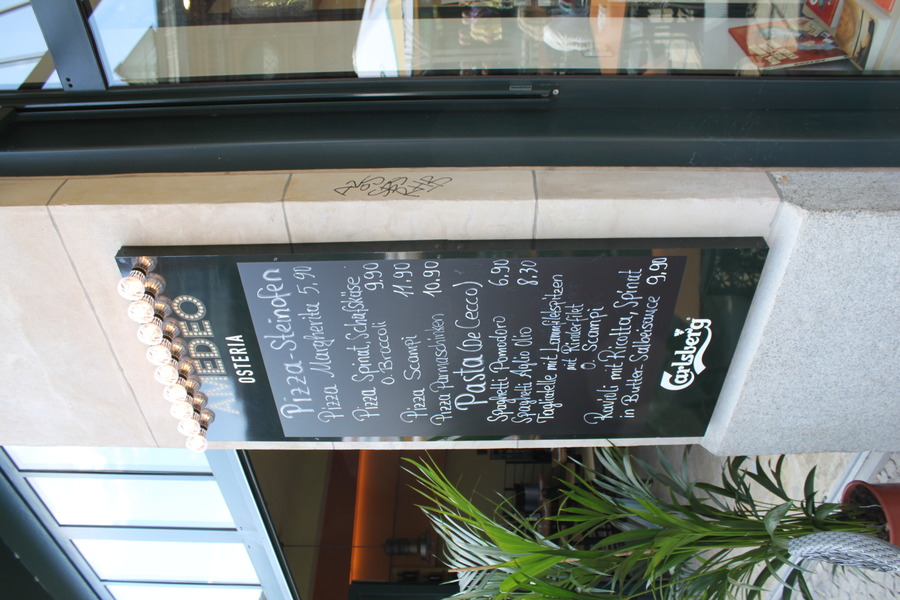 AMEDEO
OSTERIA
Pizza-Steinofen
Pizza Margherita 5,90
Pizza Spinat, Schafskäse
o. Broccoli 9,90
Pizza Scampi 11,90
Pizza Parmaschinken 10,90
Pasta (De Cecco)
Spaghetti Pomodoro 6,90
Spaghetti Aglio Olio 8,30
Tagliatelle mit Lammfiletspitzen
mit Rinderfilet
o. Scampi
Ravioli mit Ricotta, Spinat
in Butter-Salbeisauce 9,90
Carlsberg